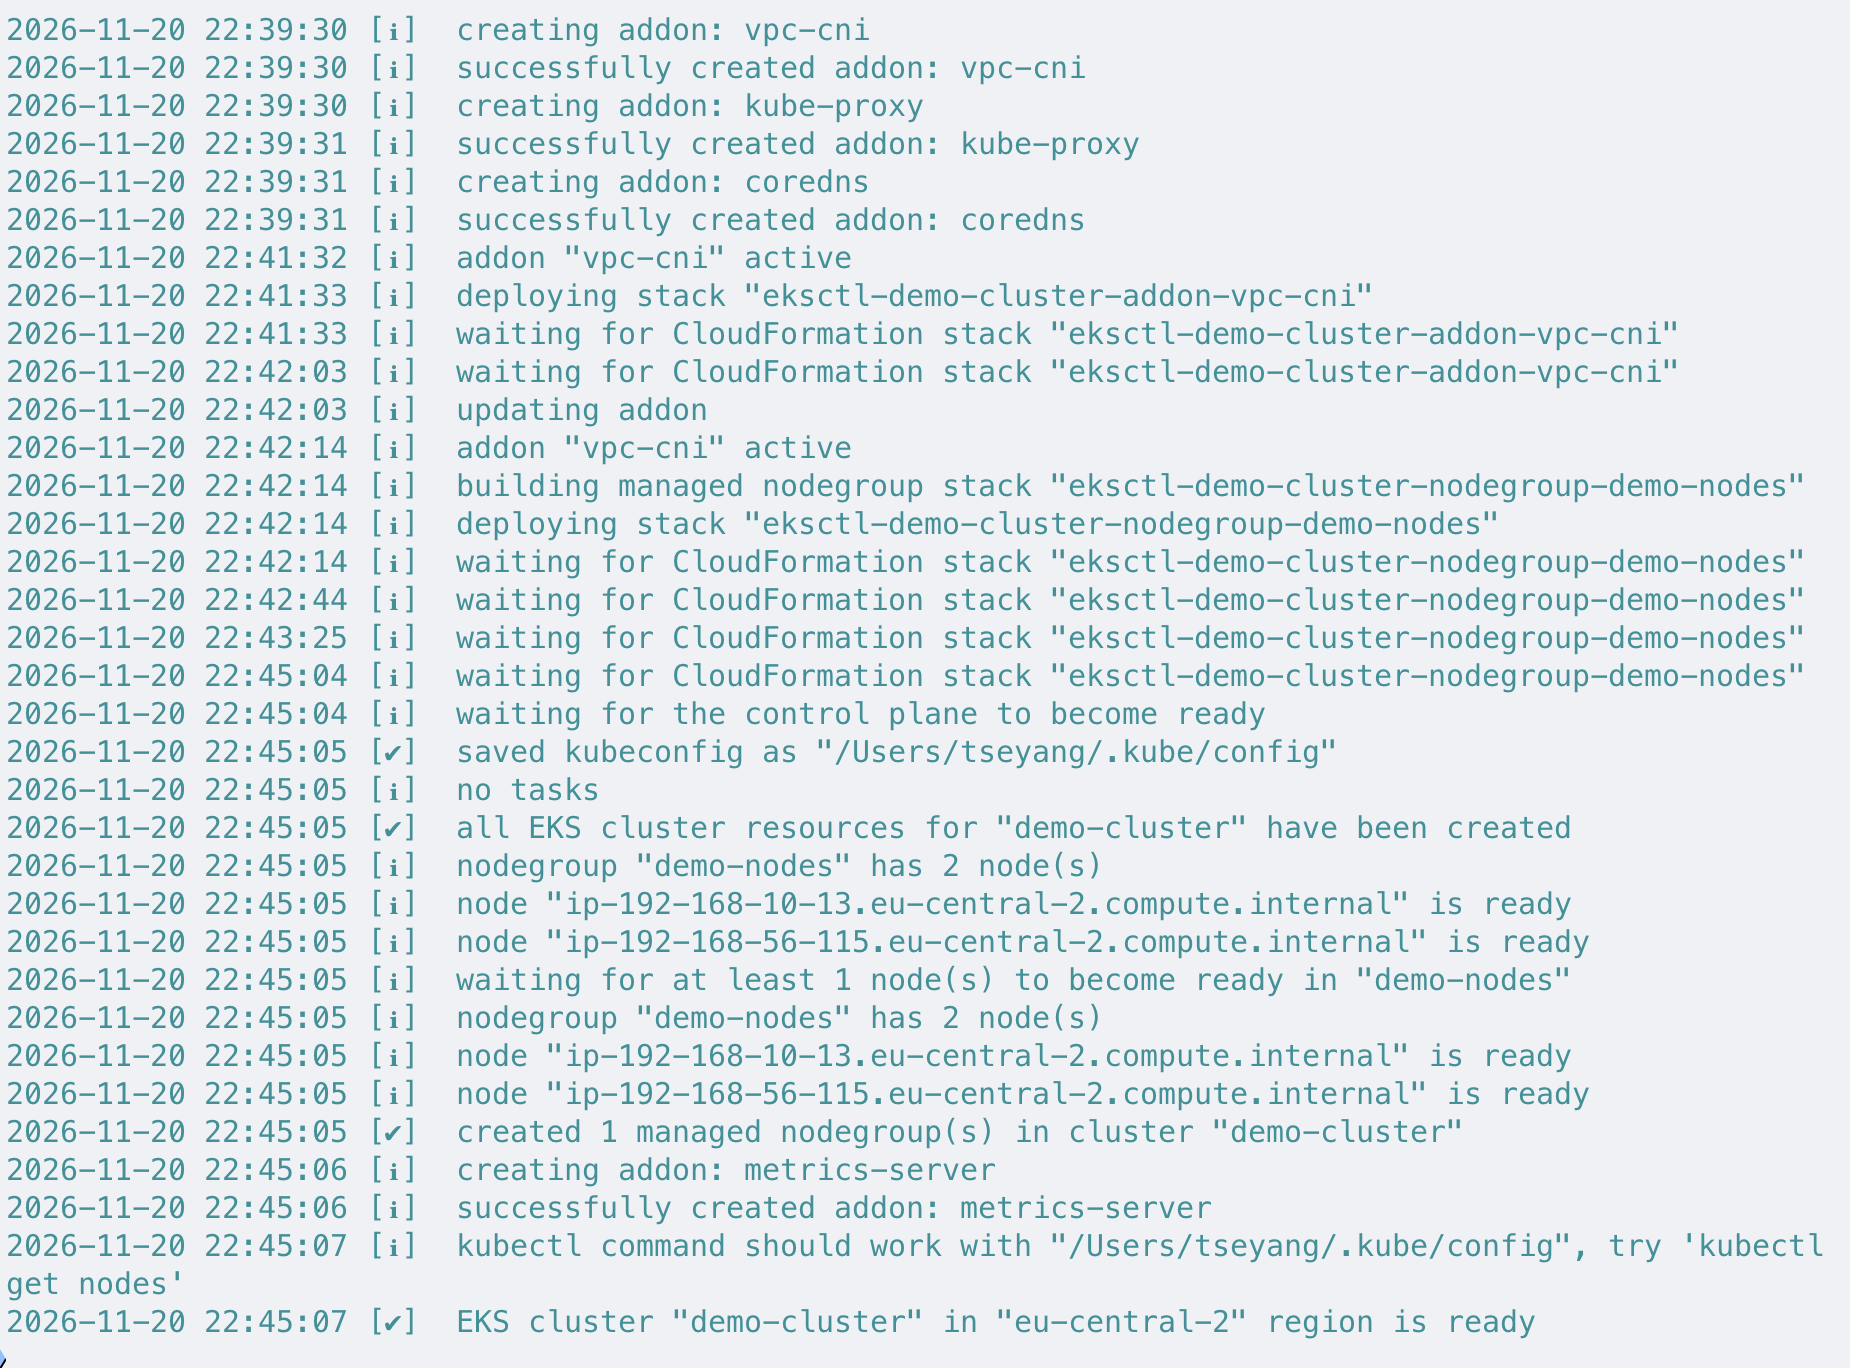 2026-11-20 22:39:30 [ℹ]  creating addon: vpc-cni
2026-11-20 22:39:30 [ℹ]  successfully created addon: vpc-cni
2026-11-20 22:39:30 [ℹ]  creating addon: kube-proxy
2026-11-20 22:39:31 [ℹ]  successfully created addon: kube-proxy
2026-11-20 22:39:31 [ℹ]  creating addon: coredns
2026-11-20 22:39:31 [ℹ]  successfully created addon: coredns
2026-11-20 22:41:32 [ℹ]  addon "vpc-cni" active
2026-11-20 22:41:33 [ℹ]  deploying stack "eksctl-demo-cluster-addon-vpc-cni"
2026-11-20 22:41:33 [ℹ]  waiting for CloudFormation stack "eksctl-demo-cluster-addon-vpc-cni"
2026-11-20 22:42:03 [ℹ]  waiting for CloudFormation stack "eksctl-demo-cluster-addon-vpc-cni"
2026-11-20 22:42:03 [ℹ]  updating addon
2026-11-20 22:42:14 [ℹ]  addon "vpc-cni" active
2026-11-20 22:42:14 [ℹ]  building managed nodegroup stack "eksctl-demo-cluster-nodegroup-demo-nodes"
2026-11-20 22:42:14 [ℹ]  deploying stack "eksctl-demo-cluster-nodegroup-demo-nodes"
2026-11-20 22:42:14 [ℹ]  waiting for CloudFormation stack "eksctl-demo-cluster-nodegroup-demo-nodes"
2026-11-20 22:42:44 [ℹ]  waiting for CloudFormation stack "eksctl-demo-cluster-nodegroup-demo-nodes"
2026-11-20 22:43:25 [ℹ]  waiting for CloudFormation stack "eksctl-demo-cluster-nodegroup-demo-nodes"
2026-11-20 22:45:04 [ℹ]  waiting for CloudFormation stack "eksctl-demo-cluster-nodegroup-demo-nodes"
2026-11-20 22:45:04 [ℹ]  waiting for the control plane to become ready
2026-11-20 22:45:05 [✔]  saved kubeconfig as "/Users/tseyang/.kube/config"
2026-11-20 22:45:05 [ℹ]  no tasks
2026-11-20 22:45:05 [✔]  all EKS cluster resources for "demo-cluster" have been created
2026-11-20 22:45:05 [ℹ]  nodegroup "demo-nodes" has 2 node(s)
2026-11-20 22:45:05 [ℹ]  node "ip-192-168-10-13.eu-central-2.compute.internal" is ready
2026-11-20 22:45:05 [ℹ]  node "ip-192-168-56-115.eu-central-2.compute.internal" is ready
2026-11-20 22:45:05 [ℹ]  waiting for at least 1 node(s) to become ready in "demo-nodes"
2026-11-20 22:45:05 [ℹ]  nodegroup "demo-nodes" has 2 node(s)
2026-11-20 22:45:05 [ℹ]  node "ip-192-168-10-13.eu-central-2.compute.internal" is ready
2026-11-20 22:45:05 [ℹ]  node "ip-192-168-56-115.eu-central-2.compute.internal" is ready
2026-11-20 22:45:05 [✔]  created 1 managed nodegroup(s) in cluster "demo-cluster"
2026-11-20 22:45:06 [ℹ]  creating addon: metrics-server
2026-11-20 22:45:06 [ℹ]  successfully created addon: metrics-server
2026-11-20 22:45:07 [ℹ]  kubectl command should work with "/Users/tseyang/.kube/config", try 'kubectl
get nodes'
2026-11-20 22:45:07 [✔]  EKS cluster "demo-cluster" in "eu-central-2" region is ready